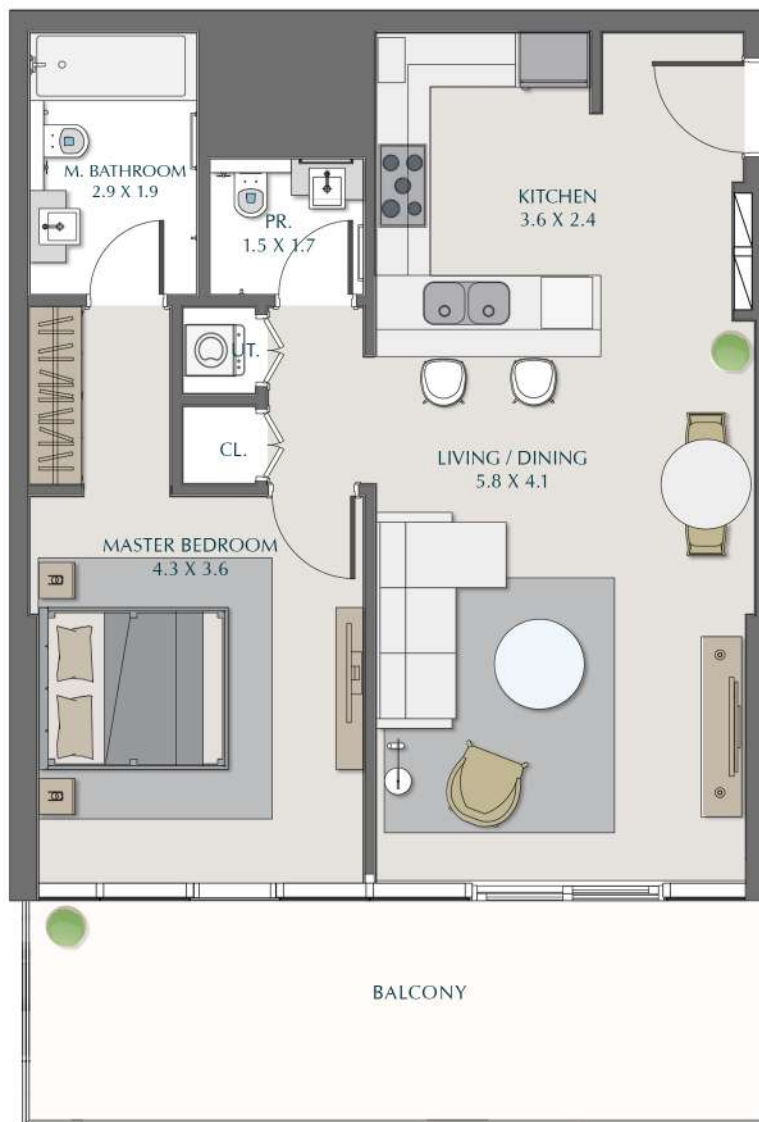 M. BATHROOM
2.9 X 1.9
PR.
1.5 X 1.7
KITCHEN
3.6 X 2.4
UT.
CL.
LIVING / DINING
5.8 X 4.1
MASTER BEDROOM
4.3 X 3.6
BALCONY